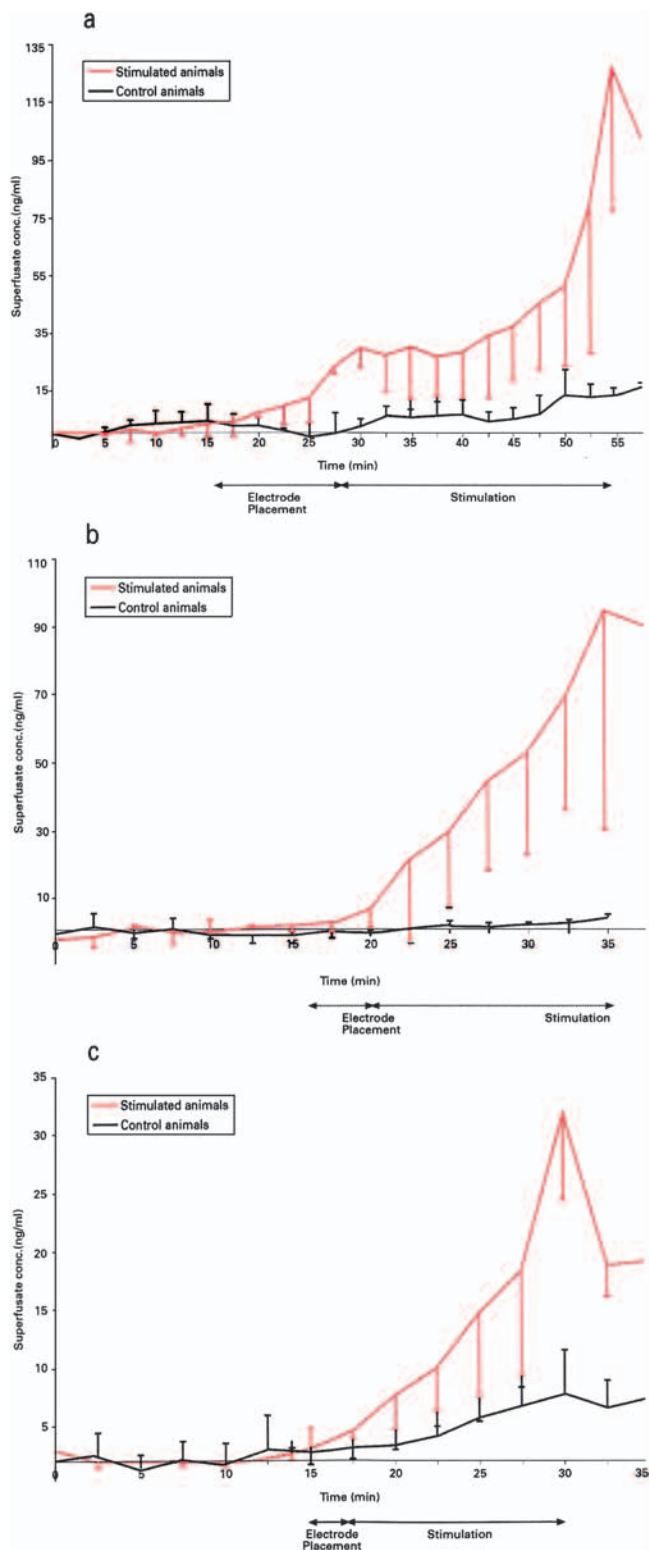 a
135
Stimulated animals
Control animals
115
95
75
55
35
15
Superfusate conc.(ng/ml)
0 5 10 15 20 25 30 35 40 45 50 55
Time (min)
Electrode
Placement
Stimulation
b
110
Stimulated animals
Control animals
90
70
50
30
10
Superfusate conc.(ng/ml)
0 5 10 15 20 25 30 35
Time (min)
Electrode
Placement
Stimulation
c
35
Stimulated animals
Control animals
30
25
20
15
10
5
Superfusate conc.(ng/ml)
0 5 10 15 20 25 30 35
Time (min)
Electrode
Placement
Stimulation